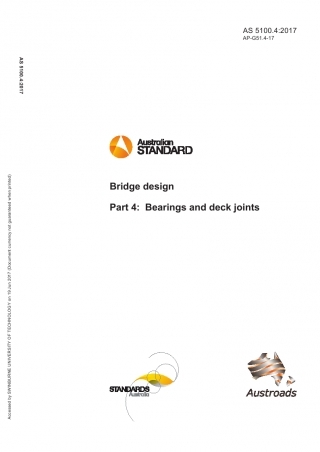 AS 5100.4:2017
AP-G51.4-17
AS 5100.4:2017
Australian
STANDARD
Bridge design
Part 4: Bearings and deck joints
Accessed by SWINBURNE UNIVERSITY OF TECHNOLOGY on 19 Jun 2017 (Document currency not guaranteed when printed)
STANDARDS
Australia
Austroads